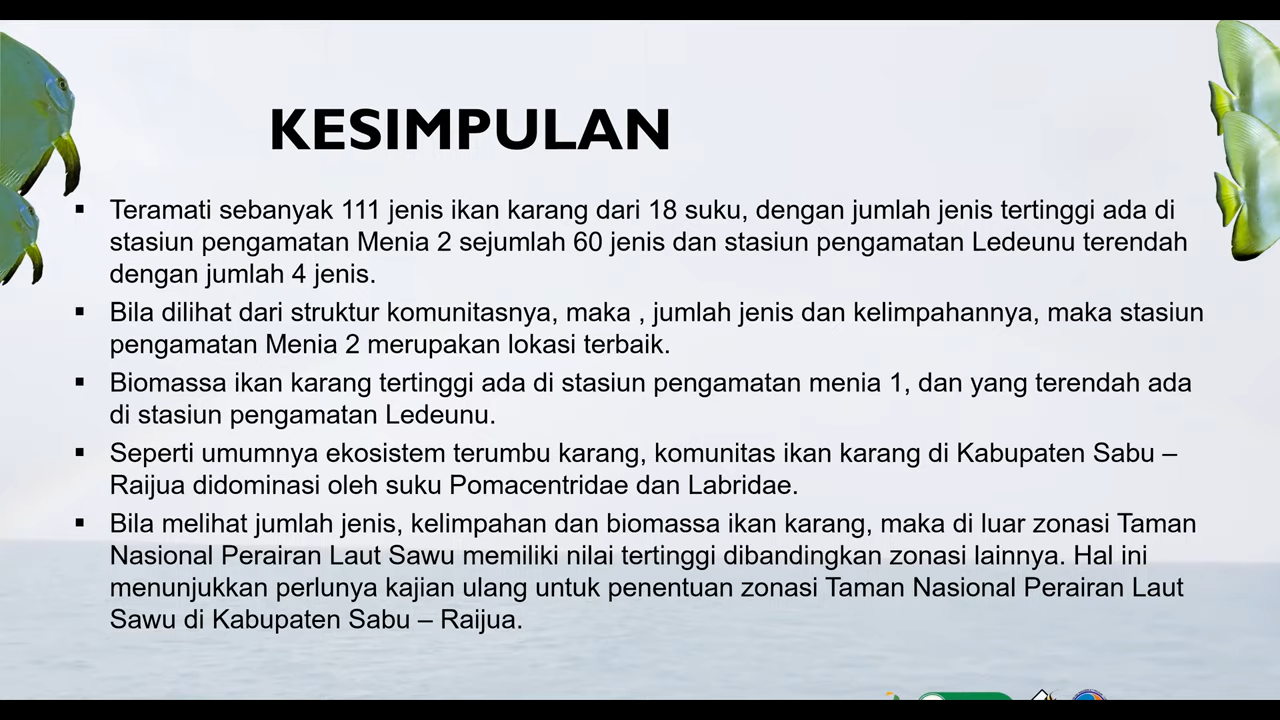 KESIMPULAN
▪ Teramati sebanyak 111 jenis ikan karang dari 18 suku, dengan jumlah jenis tertinggi ada di
stasiun pengamatan Menia 2 sejumlah 60 jenis dan stasiun pengamatan Ledeunu terendah
dengan jumlah 4 jenis.
▪ Bila dilihat dari struktur komunitasnya, maka , jumlah jenis dan kelimpahannya, maka stasiun
pengamatan Menia 2 merupakan lokasi terbaik.
▪ Biomassa ikan karang tertinggi ada di stasiun pengamatan menia 1, dan yang terendah ada
di stasiun pengamatan Ledeunu.
▪ Seperti umumnya ekosistem terumbu karang, komunitas ikan karang di Kabupaten Sabu –
Raijua didominasi oleh suku Pomacentridae dan Labridae.
▪ Bila melihat jumlah jenis, kelimpahan dan biomassa ikan karang, maka di luar zonasi Taman
Nasional Perairan Laut Sawu memiliki nilai tertinggi dibandingkan zonasi lainnya. Hal ini
menunjukkan perlunya kajian ulang untuk penentuan zonasi Taman Nasional Perairan Laut
Sawu di Kabupaten Sabu – Raijua.